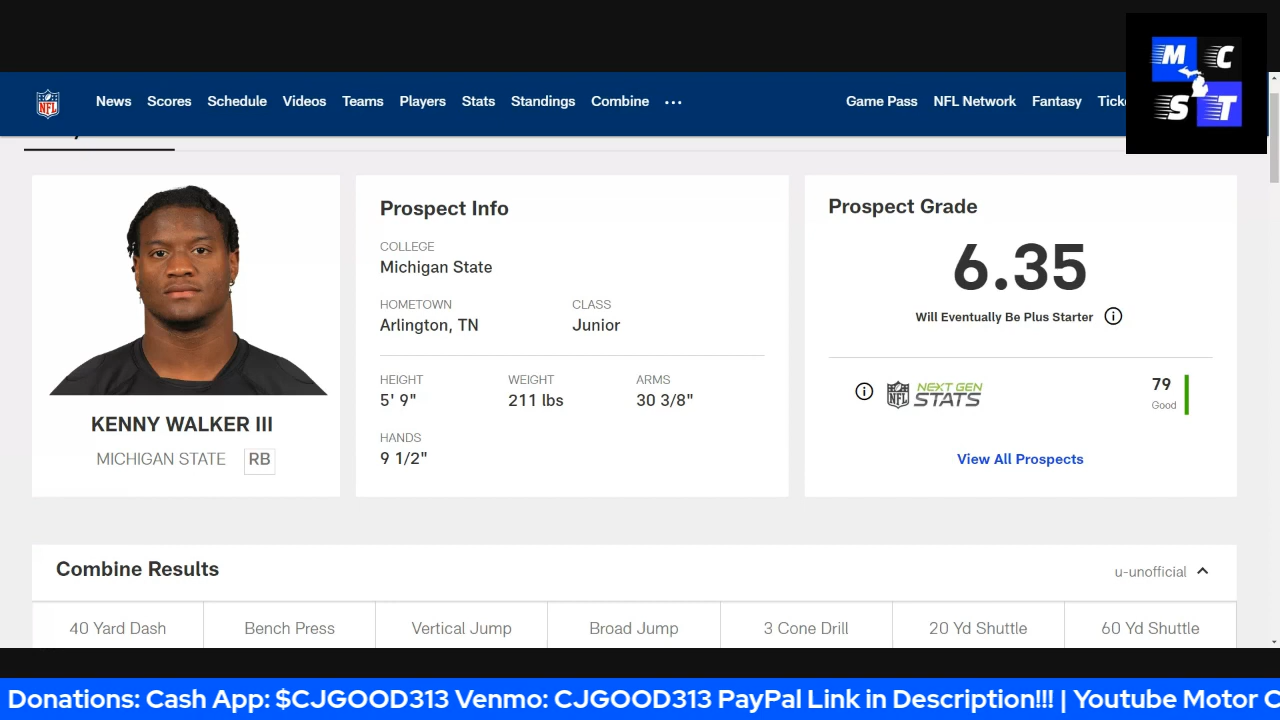 M C
S T
NFL
News Scores Schedule Videos Teams Players Stats Standings Combine ...
Game Pass NFL Network Fantasy
Prospect Info
COLLEGE
Michigan State
HOMETOWN CLASS
Arlington, TN Junior
HEIGHT WEIGHT ARMS
5' 9" 211 lbs 30 3/8"
HANDS
9 1/2"
Prospect Grade
6.35
Will Eventually Be Plus Starter i
i NFL NEXT GEN STATS 79
Good
View All Prospects
KENNY WALKER III
MICHIGAN STATE RB
Combine Results u-unofficial
40 Yard Dash Bench Press Vertical Jump Broad Jump 3 Cone Drill 20 Yd Shuttle 60 Yd Shuttle
Donations: Cash App: $CJGOOD313 Venmo: CJGOOD313 PayPal Link in Description!!! | Youtube Motor